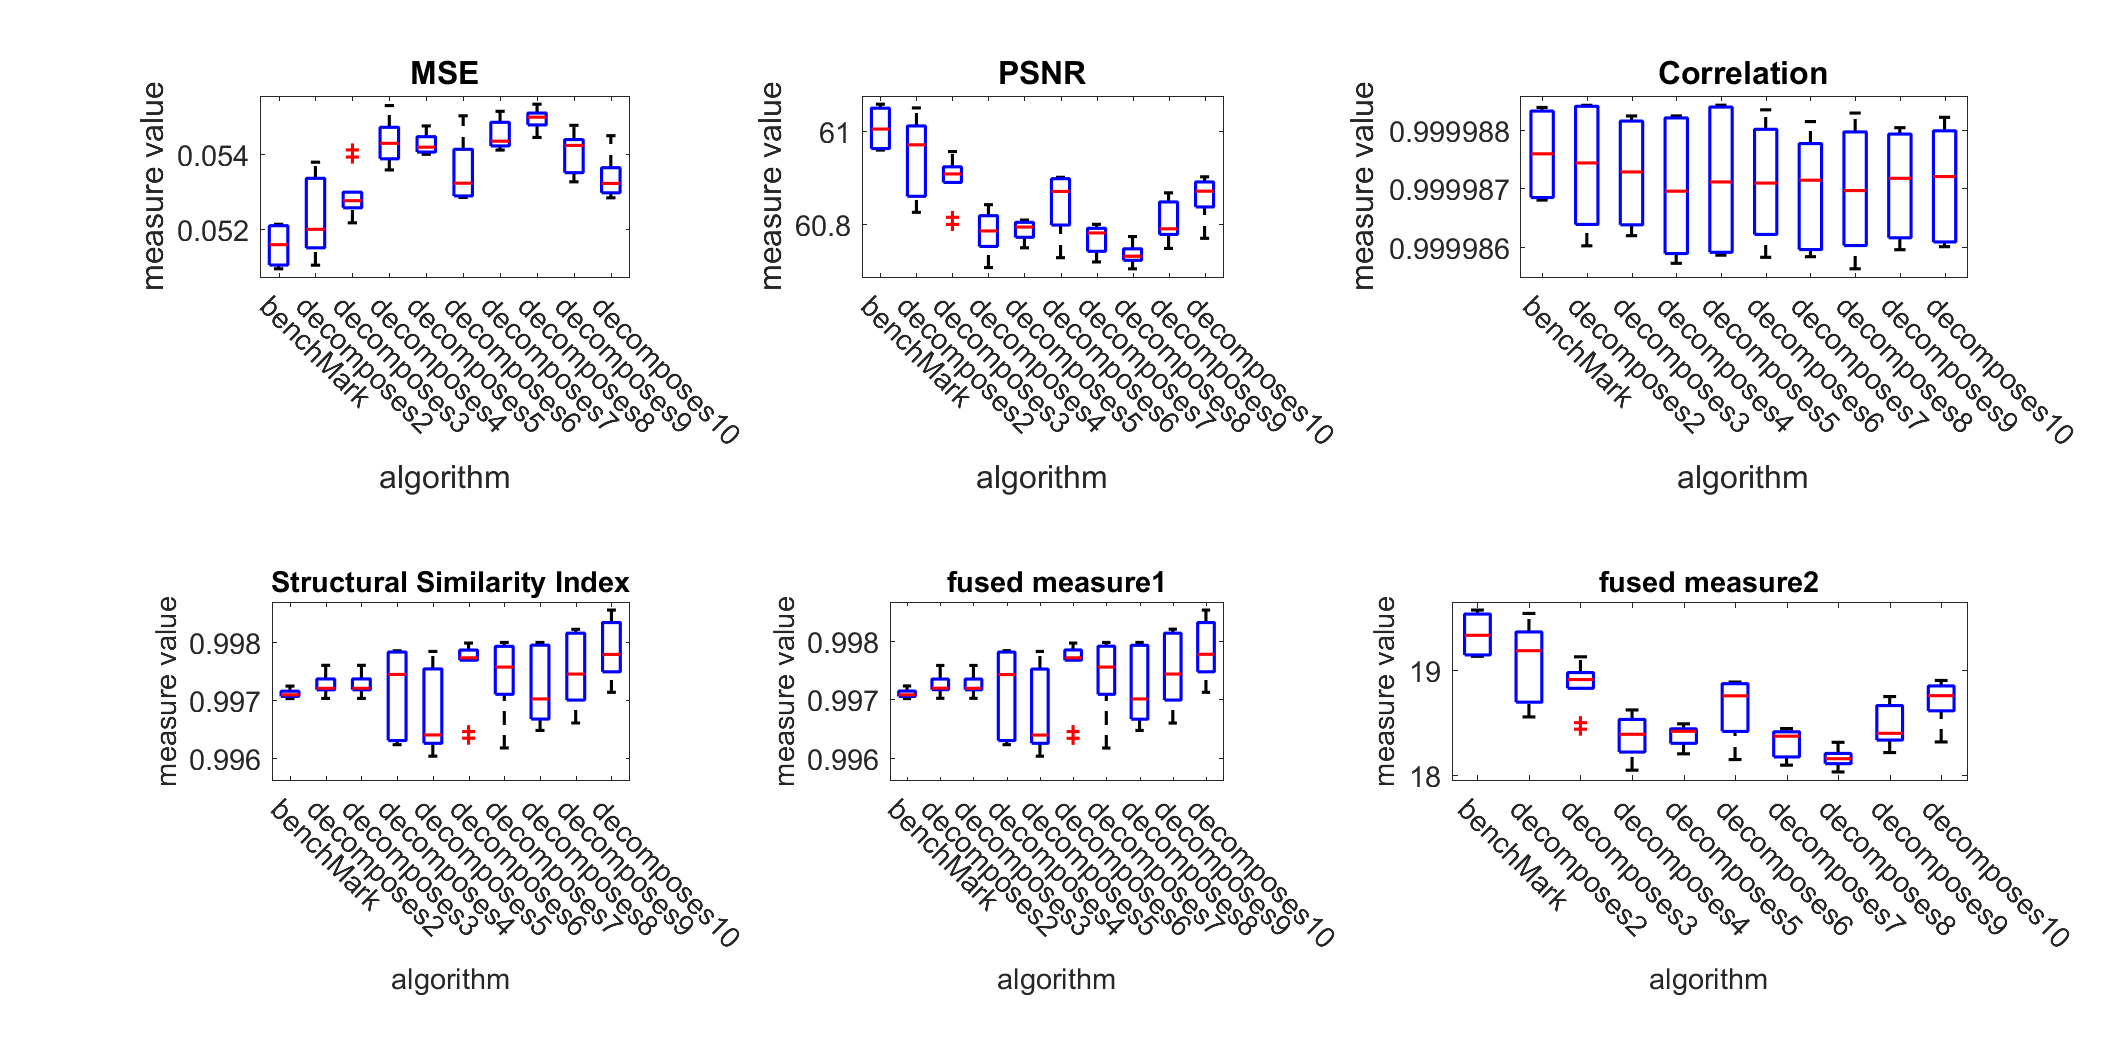 MSE
measure value
0.054
0.052
benchMark
decomposes2
decomposes3
decomposes4
decomposes5
decomposes6
decomposes7
decomposes8
decomposes9
decomposes10
algorithm
PSNR
measure value
61
60.8
benchMark
decomposes2
decomposes3
decomposes4
decomposes5
decomposes6
decomposes7
decomposes8
decomposes9
decomposes10
algorithm
Correlation
measure value
0.999988
0.999987
0.999986
benchMark
decomposes2
decomposes3
decomposes4
decomposes5
decomposes6
decomposes7
decomposes8
decomposes9
decomposes10
algorithm
Structural Similarity Index
measure value
0.998
0.997
0.996
benchMark
decomposes2
decomposes3
decomposes4
decomposes5
decomposes6
decomposes7
decomposes8
decomposes9
decomposes10
algorithm
fused measure1
measure value
0.998
0.997
0.996
benchMark
decomposes2
decomposes3
decomposes4
decomposes5
decomposes6
decomposes7
decomposes8
decomposes9
decomposes10
algorithm
fused measure2
measure value
19
18
benchMark
decomposes2
decomposes3
decomposes4
decomposes5
decomposes6
decomposes7
decomposes8
decomposes9
decomposes10
algorithm